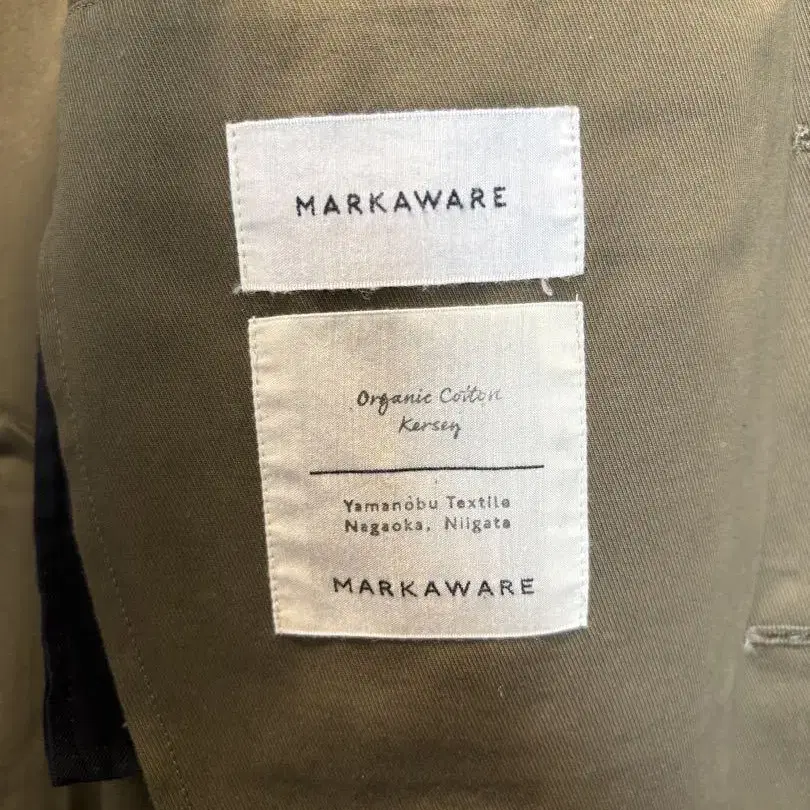 MARKAWARE
Organic Cotton
Kersey
Yamanobu Textile
Nagaoka, Niigata
MARKAWARE